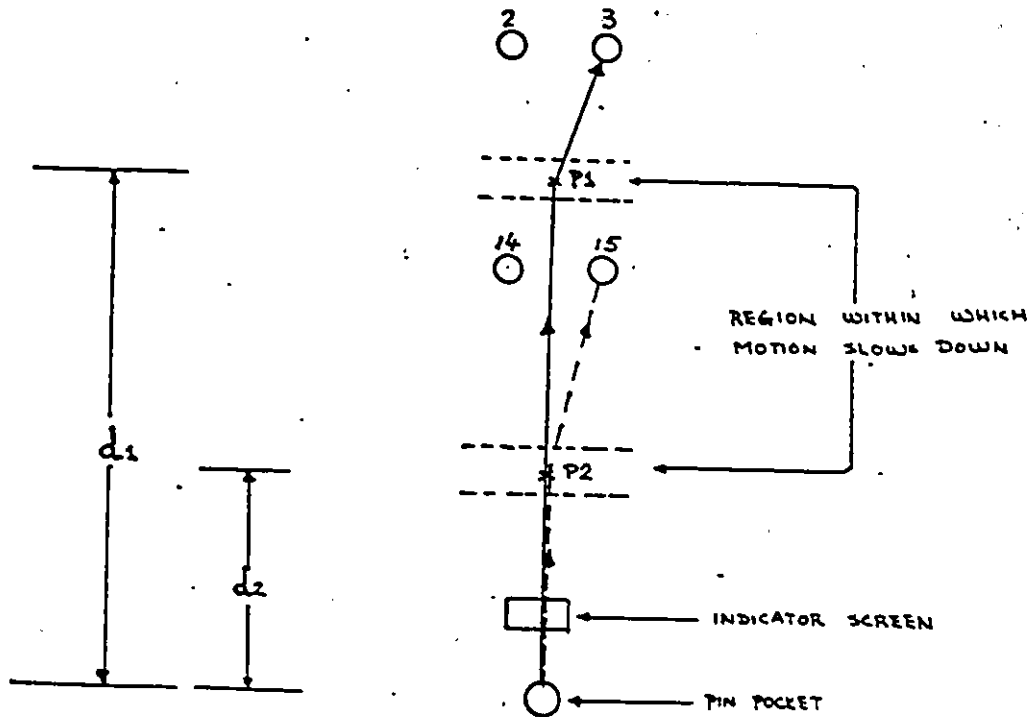 2 3
P1
14 15
REGION WITHIN WHICH
MOTION SLOWS DOWN
d1
P2
d2
INDICATOR SCREEN
PIN POCKET